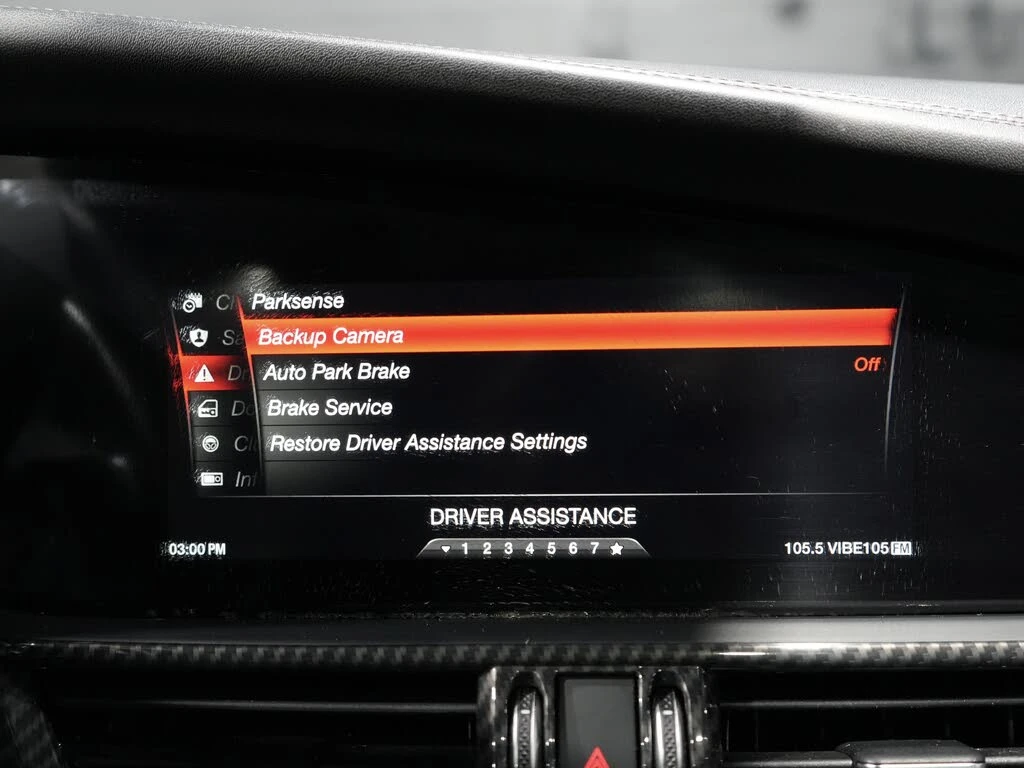 Parksense
Backup Camera
Auto Park Brake Off
Brake Service
Restore Driver Assistance Settings
DRIVER ASSISTANCE
03:00 PM
1 2 3 4 5 6 7
105.5 VIBE105 FM